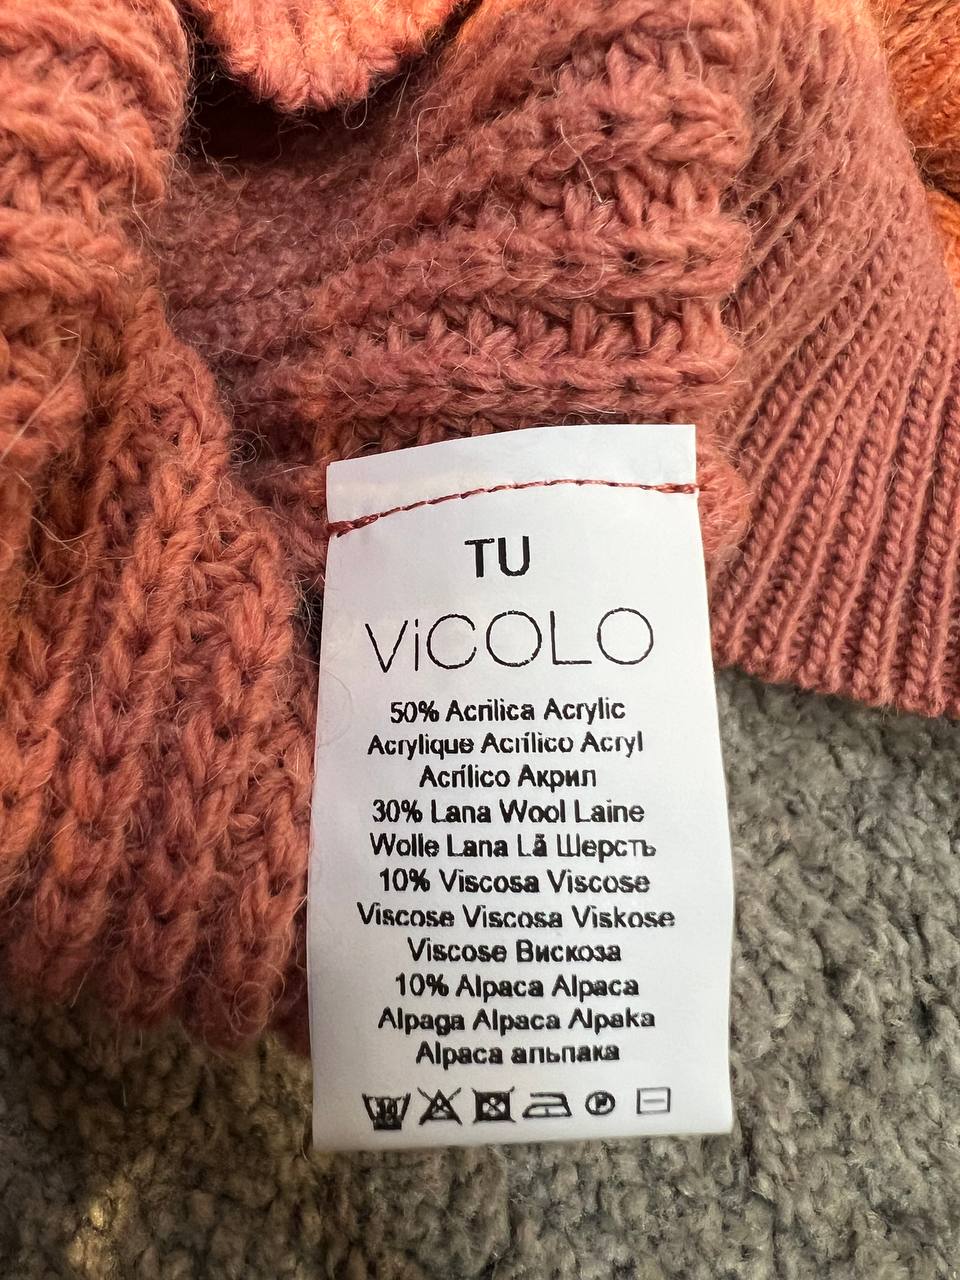 TU
ViCOLO
50% Acrilica Acrylic
Acrylique Acrílico Acryl
Acrílico Акрил
30% Lana Wool Laine
Wolle Lana Lã Шерсть
10% Viscosa Viscose
Viscose Viscosa Viskose
Viscose Вискоза
10% Alpaca Alpaca
Alpaga Alpaca Alpaka
Alpaca альпака
P